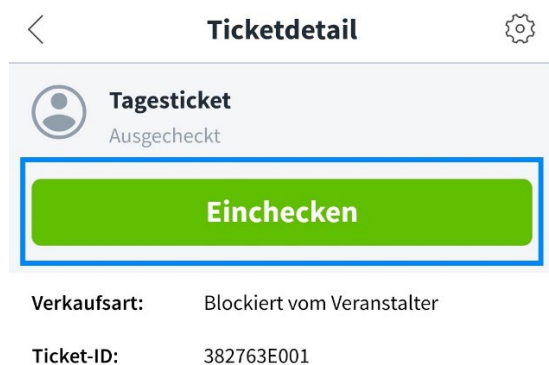 Ticketdetail
Tagesticket
Ausgecheckt
Einchecken
Verkaufsart: Blockiert vom Veranstalter
Ticket-ID: 382763E001